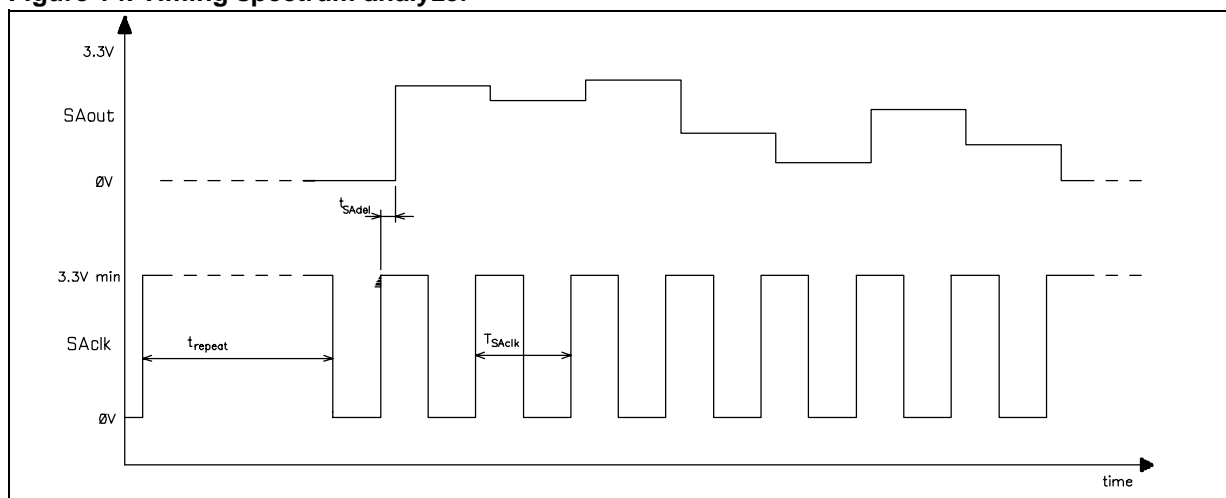 Figure 14. Timing spectrum analyzer
3.3V
SAout
0V
tSAdel
3.3V min
SAclk
trepeat
TSAclk
0V
time